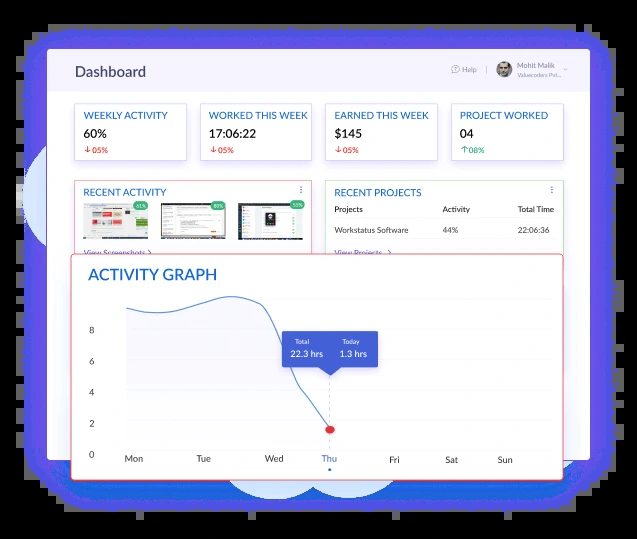 Dashboard
Help
Mohit Malik
Valuecoders Pvt...
WEEKLY ACTIVITY
60%
05%
WORKED THIS WEEK
17:06:22
05%
EARNED THIS WEEK
$145
05%
PROJECT WORKED
04
08%
RECENT ACTIVITY
61%
80%
55%
View Screenshots
RECENT PROJECTS
Projects Activity Total Time
Workstatus Software 44% 22:06:36
View Projects
ACTIVITY GRAPH
Total Today
22.3 hrs 1.3 hrs
8
6
4
2
0
Mon Tue Wed Thu Fri Sat Sun